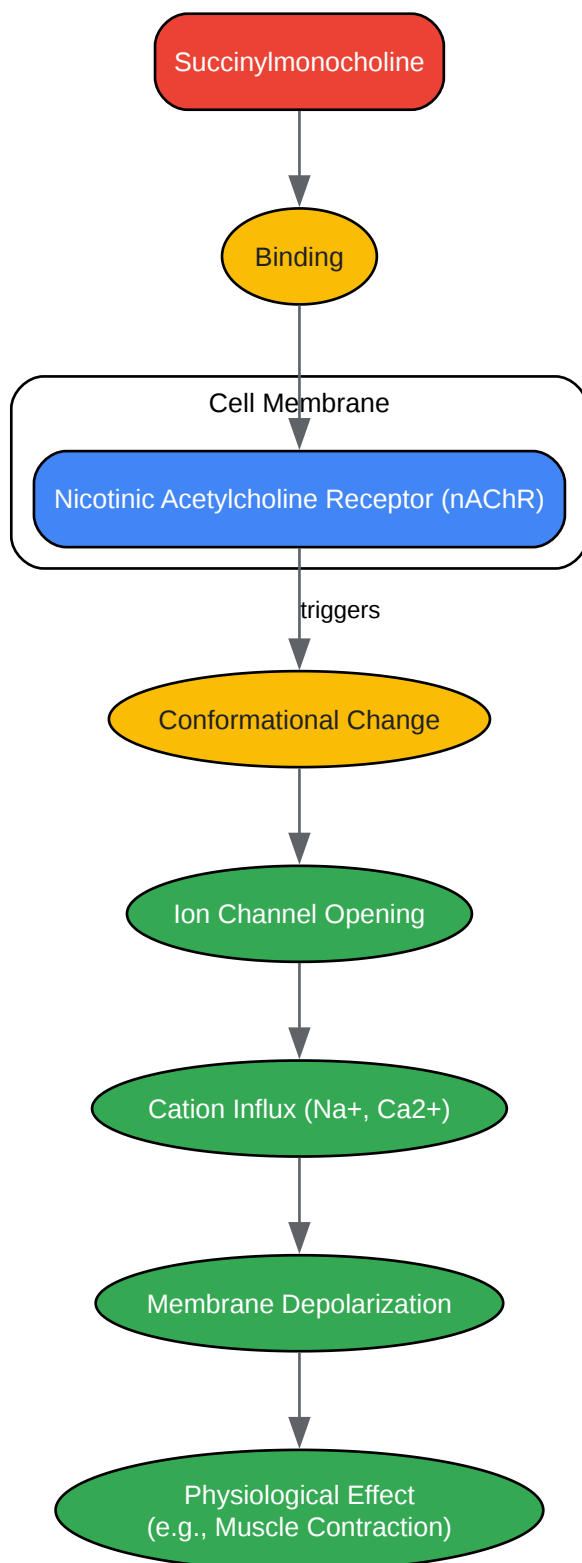 Succinylmonocholine
Binding
Cell Membrane
Nicotinic Acetylcholine Receptor (nAChR)
triggers
Conformational Change
Ion Channel Opening
Cation Influx (Na+, Ca2+)
Membrane Depolarization
Physiological Effect
(e.g., Muscle Contraction)